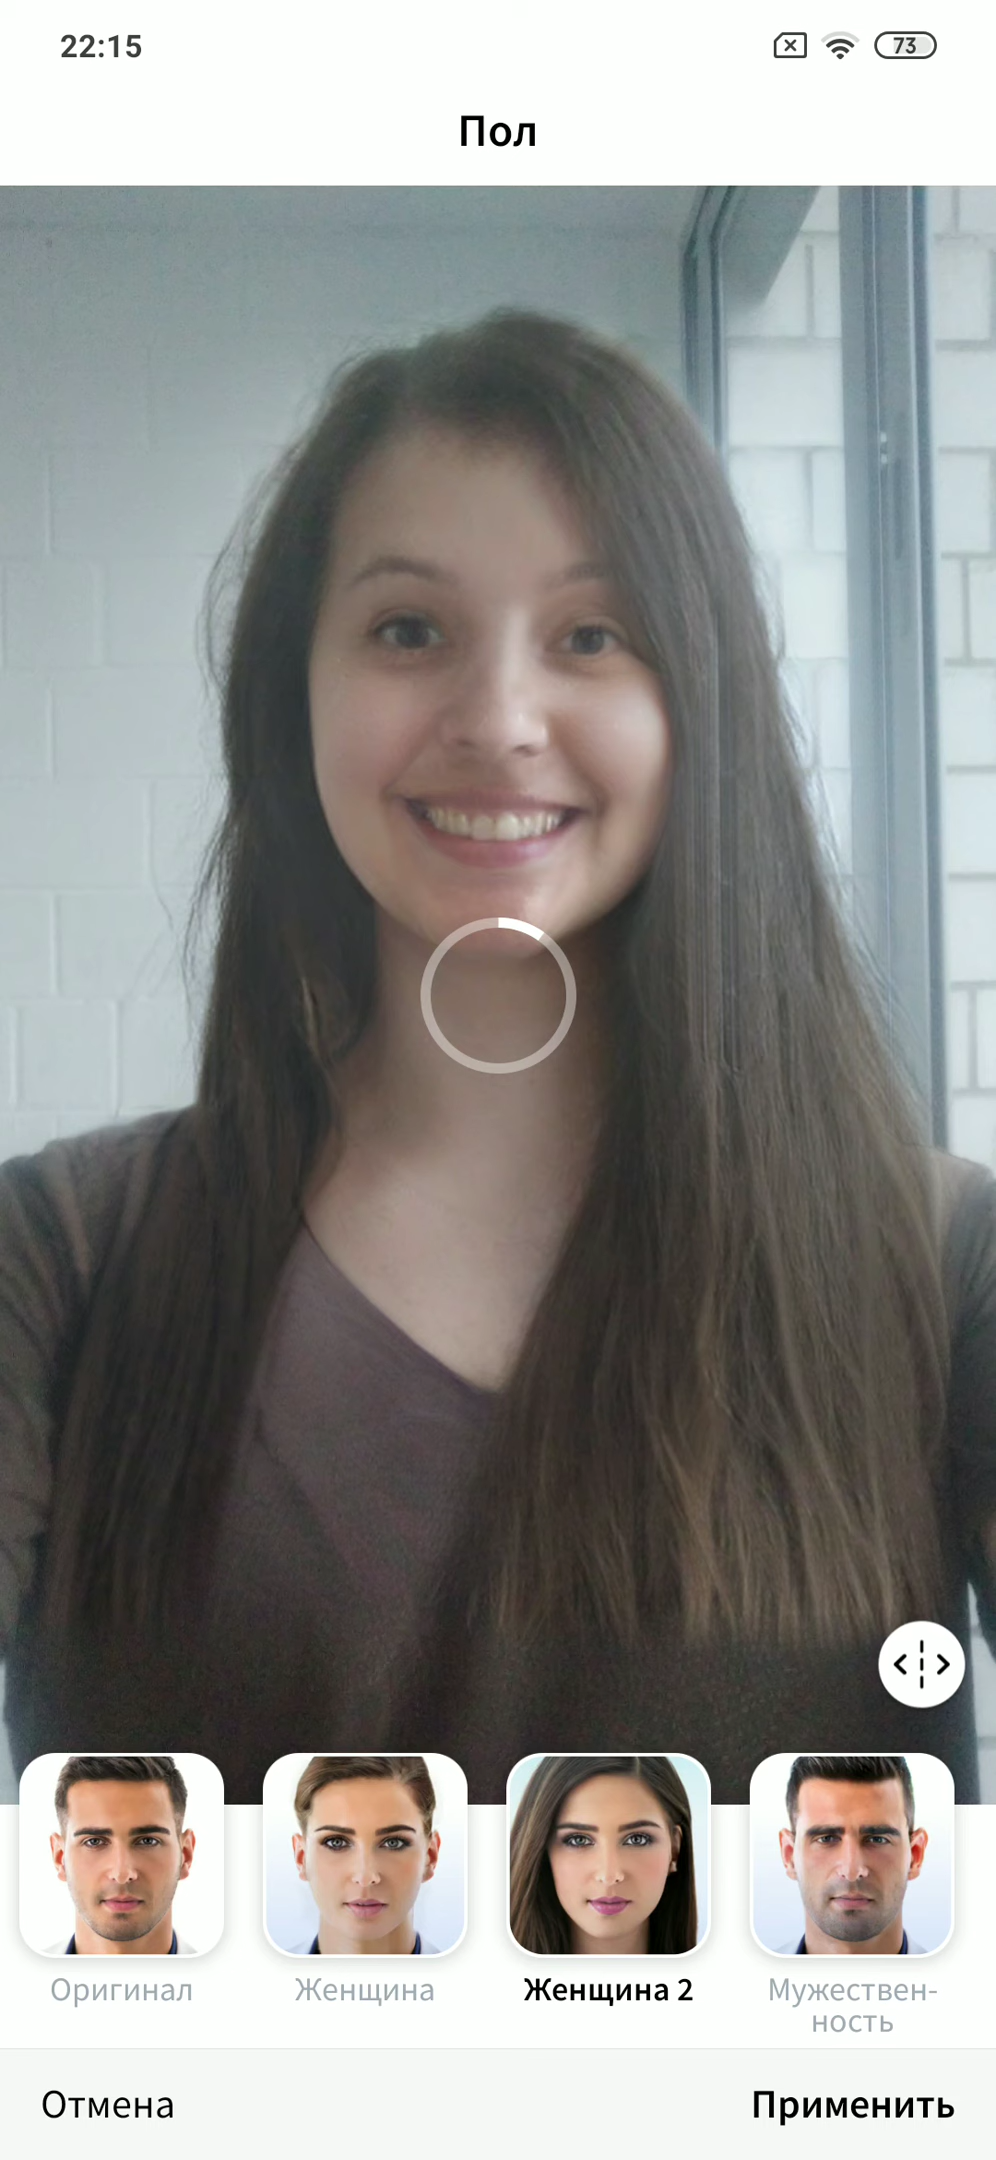 22:15
73
Пол
Оригинал
Женщина
Женщина 2
Мужествен-
ность
Отмена
Применить